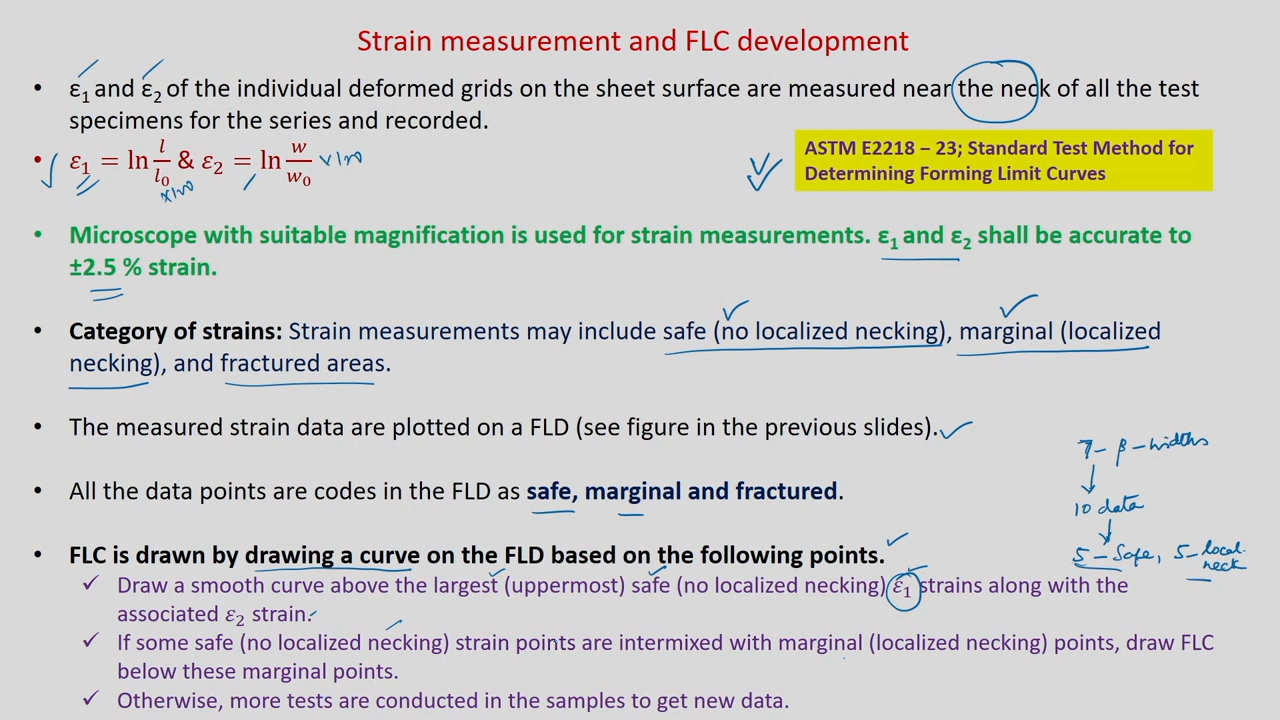 Strain measurement and FLC development
• ε₁ and ε₂ of the individual deformed grids on the sheet surface are measured near the neck of all the test
specimens for the series and recorded.
• ε₁ = ln l/l₀ & ε₂ = ln w/w₀ ×100
×100
ASTM E2218 – 23; Standard Test Method for
Determining Forming Limit Curves
• Microscope with suitable magnification is used for strain measurements. ε₁ and ε₂ shall be accurate to
±2.5 % strain.
• Category of strains: Strain measurements may include safe (no localized necking), marginal (localized
necking), and fractured areas.
• The measured strain data are plotted on a FLD (see figure in the previous slides).
7 – β – widths
10 data
5 – Safe, 5 – local.
neck
• All the data points are codes in the FLD as safe, marginal and fractured.
• FLC is drawn by drawing a curve on the FLD based on the following points.
✓ Draw a smooth curve above the largest (uppermost) safe (no localized necking) ε₁ strains along with the
associated ε₂ strain.
✓ If some safe (no localized necking) strain points are intermixed with marginal (localized necking) points, draw FLC
below these marginal points.
✓ Otherwise, more tests are conducted in the samples to get new data.